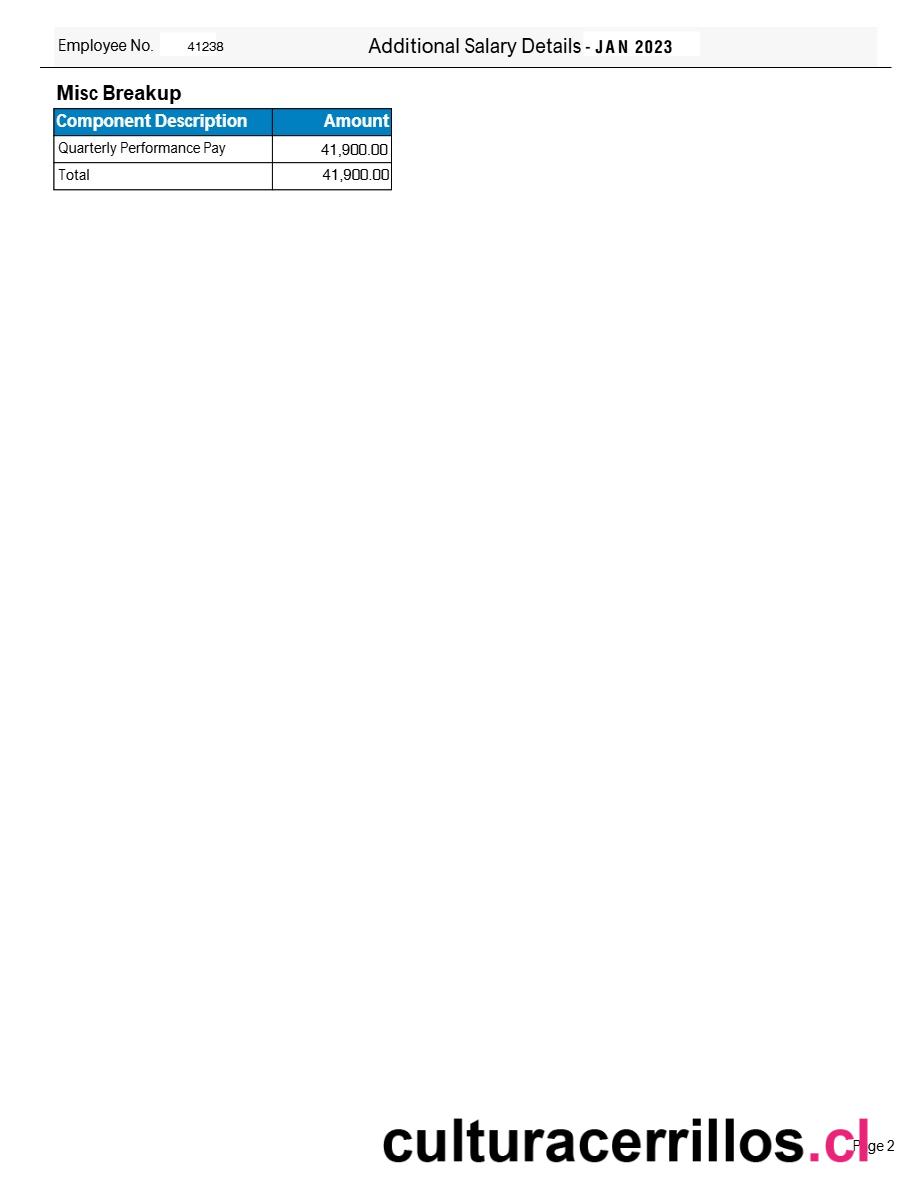 Employee No. 41238 Additional Salary Details - JAN 2023
Misc Breakup
Component Description Amount
Quarterly Performance Pay 41,900.00
Total 41,900.00
culturacerrillos.cl
Page 2